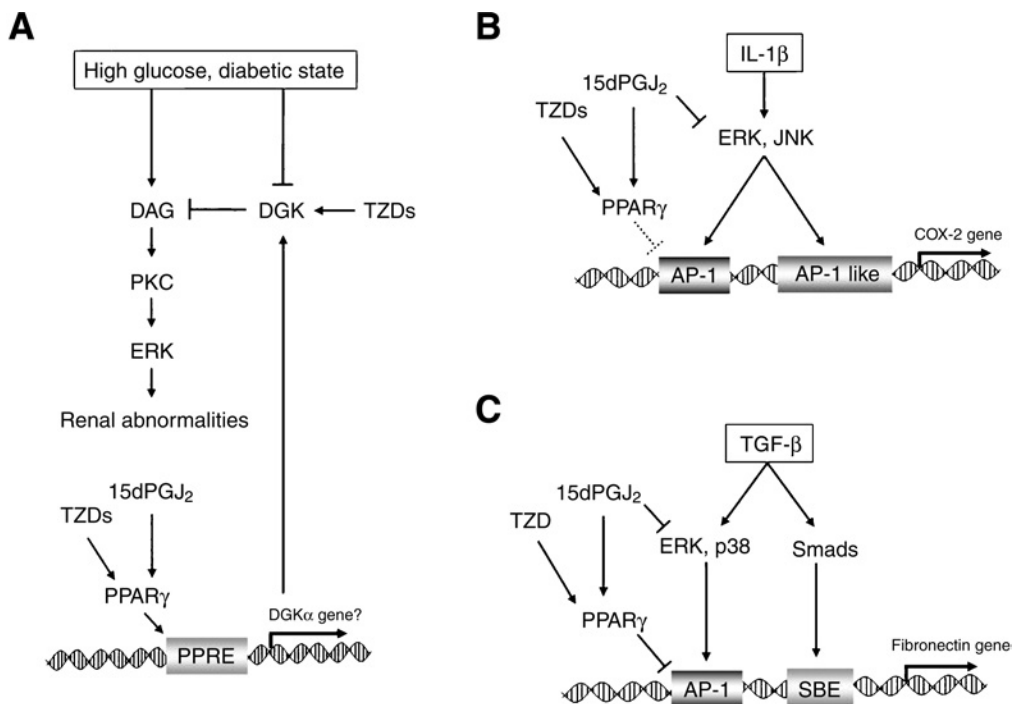 A
High glucose, diabetic state
DAG
DGK
TZDs
PKC
ERK
Renal abnormalities
15dPGJ2
TZDs
PPARγ
DGKα gene?
PPRE
B
IL-1β
15dPGJ2
TZDs
ERK, JNK
PPARγ
COX-2 gene
AP-1
AP-1 like
C
TGF-β
15dPGJ2
TZD
ERK, p38
Smads
PPARγ
Fibronectin gene
AP-1
SBE